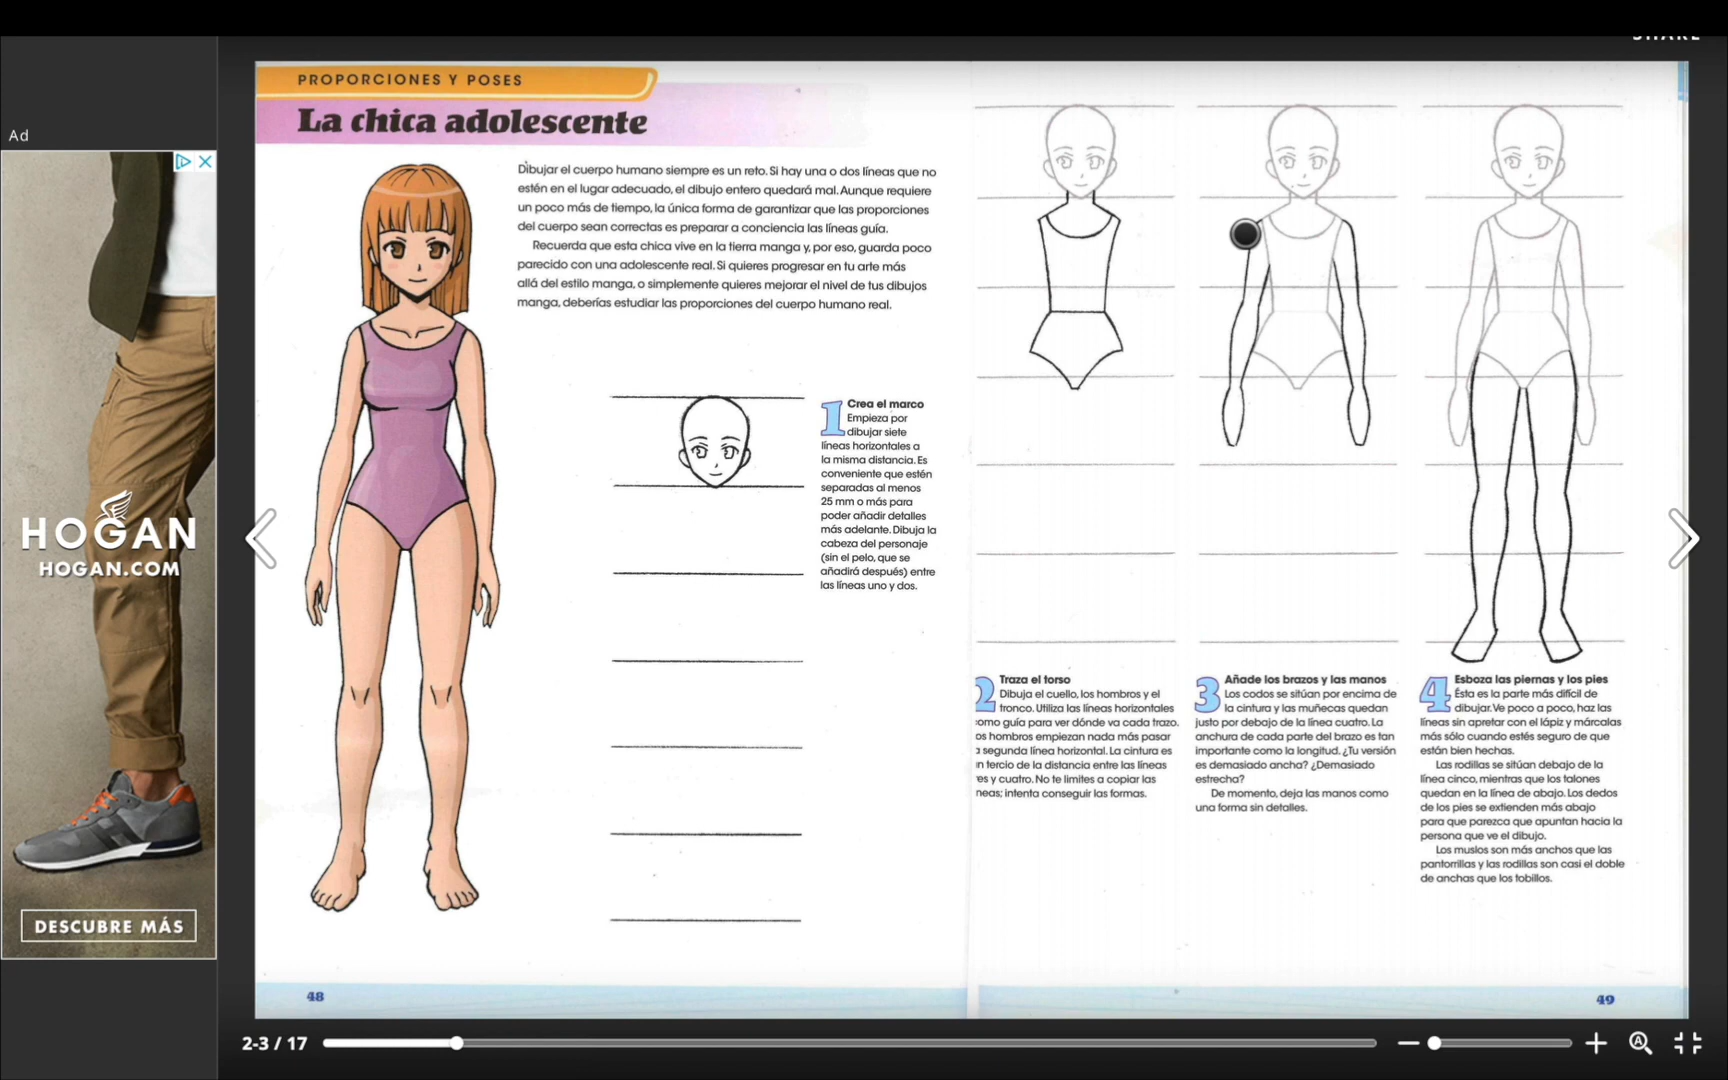 SHARE
Ad
HOGAN
HOGAN.COM
DESCUBRE MÁS
PROPORCIONES Y POSES
La chica adolescente
Dibujar el cuerpo humano siempre es un reto. Si hay una o dos líneas que no
estén en el lugar adecuado, el dibujo entero quedará mal. Aunque requiere
un poco más de tiempo, la única forma de garantizar que las proporciones
del cuerpo sean correctas es preparar a conciencia las líneas guía.
Recuerda que esta chica vive en la tierra manga y, por eso, guarda poco
parecido con una adolescente real. Si quieres progresar en tu arte más
allá del estilo manga, o simplemente quieres mejorar el nivel de tus dibujos
manga, deberías estudiar las proporciones del cuerpo humano real.
1 Crea el marco
Empieza por
dibujar siete
líneas horizontales a
la misma distancia. Es
conveniente que estén
separadas al menos
25 mm o más para
poder añadir detalles
más adelante. Dibuja la
cabeza del personaje
(sin el pelo, que se
añadirá después) entre
las líneas uno y dos.
48
2 Traza el torso
Dibuja el cuello, los hombros y el
tronco. Utiliza las líneas horizontales
omo guía para ver dónde va cada trazo.
os hombros empiezan nada más pasar
a segunda línea horizontal. La cintura es
n tercio de la distancia entre las líneas
es y cuatro. No te limites a copiar las
neas; intenta conseguir las formas.
3 Añade los brazos y las manos
Los codos se sitúan por encima de
la cintura y las muñecas quedan
justo por debajo de la línea cuatro. La
anchura de cada parte del brazo es tan
importante como la longitud. ¿Tu versión
es demasiado ancha? ¿Demasiado
estrecha?
De momento, deja las manos como
una forma sin detalles.
4 Esboza las piernas y los pies
Ésta es la parte más difícil de
dibujar. Ve poco a poco, haz las
líneas sin apretar con el lápiz y márcalas
más sólo cuando estés seguro de que
están bien hechas.
Las rodillas se sitúan debajo de la
línea cinco, mientras que los talones
quedan en la línea de abajo. Los dedos
de los pies se extienden más abajo
para que parezca que apuntan hacia la
persona que ve el dibujo.
Los muslos son más anchos que las
pantorrillas y las rodillas son casi el doble
de anchas que los tobillos.
49
2-3 / 17